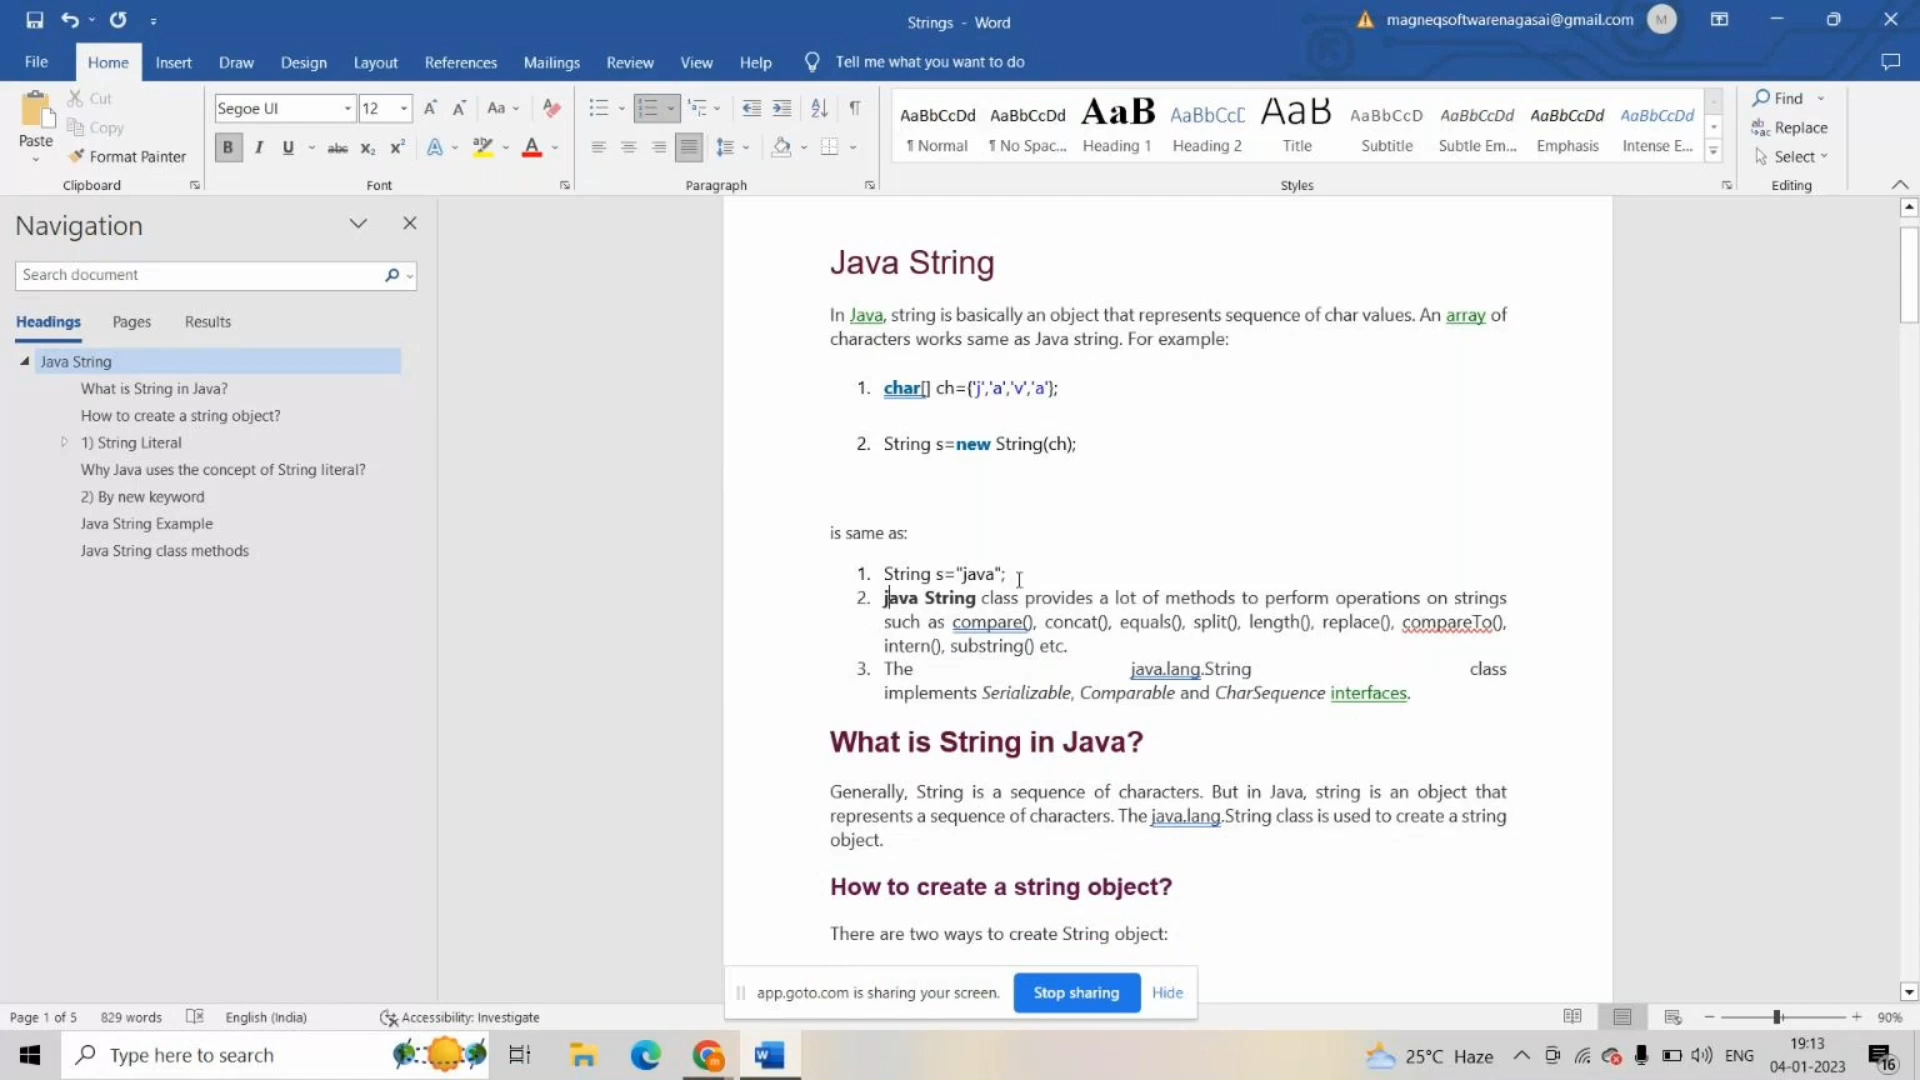 Strings - Word
magneqsoftwarenagasai@gmail.com
M
File
Home
Insert
Draw
Design
Layout
References
Mailings
Review
View
Help
Tell me what you want to do
Paste
Cut
Copy
Format Painter
Clipboard
Segoe UI
12
Font
Paragraph
AaBbCcDd
¶ Normal
AaBbCcDd
¶ No Spac...
AaB
Heading 1
AaBbCcC
Heading 2
AaB
Title
AaBbCcD
Subtitle
AaBbCcDd
Subtle Em...
AaBbCcDd
Emphasis
AaBbCcDd
Intense E...
Styles
Find
Replace
Select
Editing
Navigation
Search document
Headings
Pages
Results
Java String
What is String in Java?
How to create a string object?
1) String Literal
Why Java uses the concept of String literal?
2) By new keyword
Java String Example
Java String class methods
Java String
In Java, string is basically an object that represents sequence of char values. An array of
characters works same as Java string. For example:
1. char[] ch={'j','a','v','a'};
2. String s=new String(ch);
is same as:
1. String s="java";
2. java String class provides a lot of methods to perform operations on strings
such as compare(), concat(), equals(), split(), length(), replace(), compareTo(),
intern(), substring() etc.
3. The java.lang.String class
implements Serializable, Comparable and CharSequence interfaces.
What is String in Java?
Generally, String is a sequence of characters. But in Java, string is an object that
represents a sequence of characters. The java.lang.String class is used to create a string
object.
How to create a string object?
There are two ways to create String object:
app.goto.com is sharing your screen.
Stop sharing
Hide
Page 1 of 5
829 words
English (India)
Accessibility: Investigate
90%
Type here to search
25°C Haze
ENG
19:13
04-01-2023
16